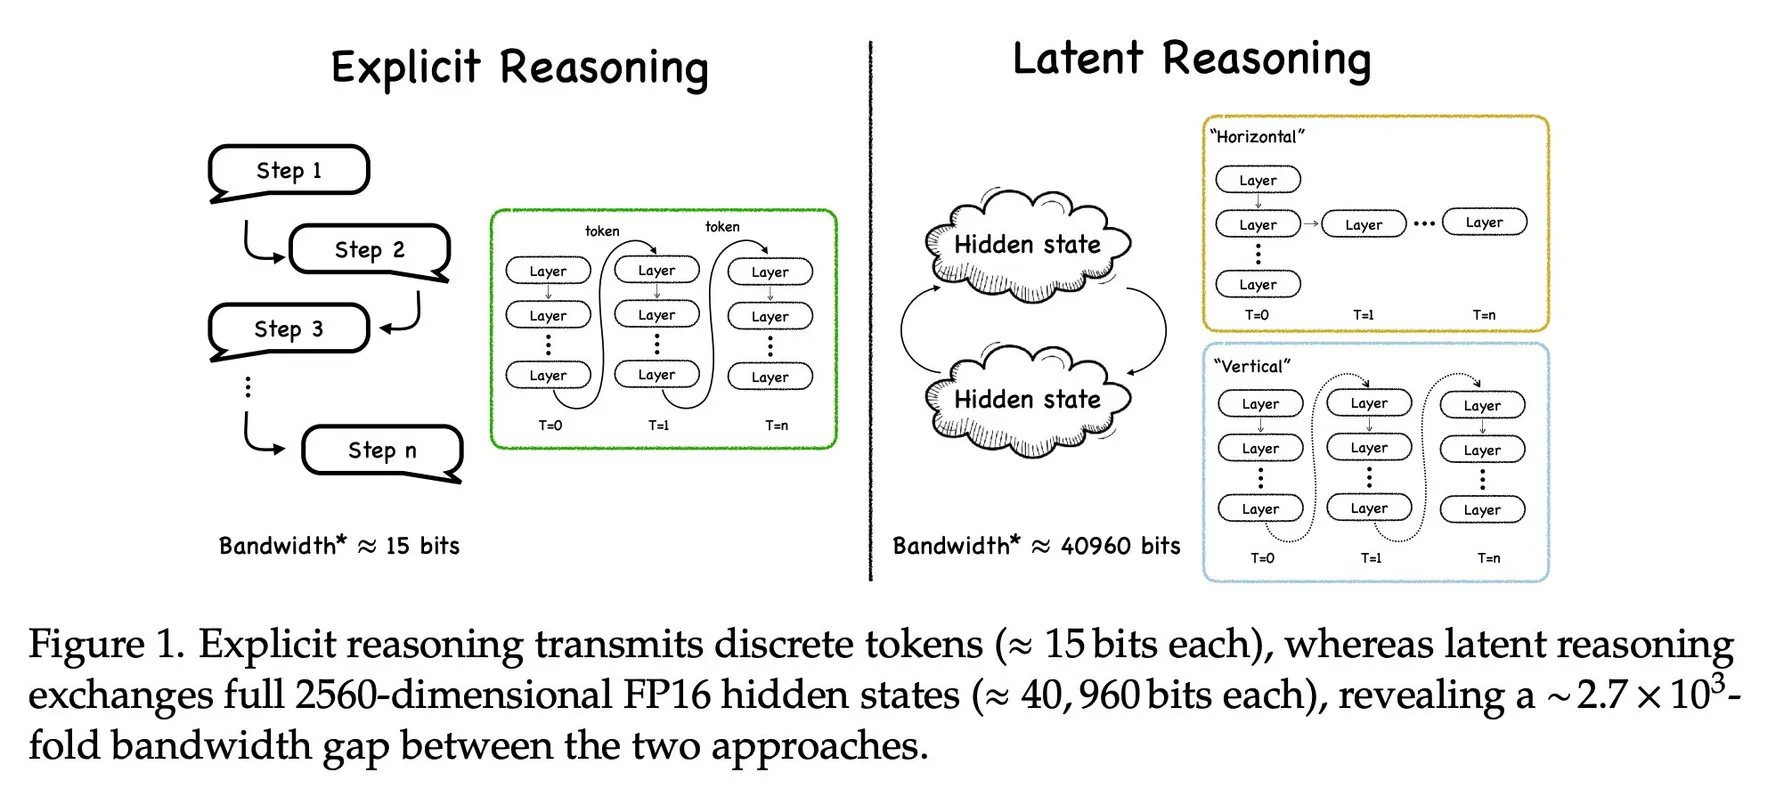 Explicit Reasoning
Step 1
Step 2
Step 3
Step n
Bandwidth* ≈ 15 bits
token token
Layer Layer Layer
Layer Layer Layer
Layer Layer Layer
T=0 T=1 T=n
Latent Reasoning
Hidden state
Hidden state
Bandwidth* ≈ 40960 bits
“Horizontal”
Layer
Layer Layer Layer
Layer
T=0 T=1 T=n
“Vertical”
Layer Layer Layer
Layer Layer Layer
Layer Layer Layer
T=0 T=1 T=n
Figure 1. Explicit reasoning transmits discrete tokens (≈ 15 bits each), whereas latent reasoning
exchanges full 2560-dimensional FP16 hidden states (≈ 40, 960 bits each), revealing a ~2.7 × 10³-
fold bandwidth gap between the two approaches.